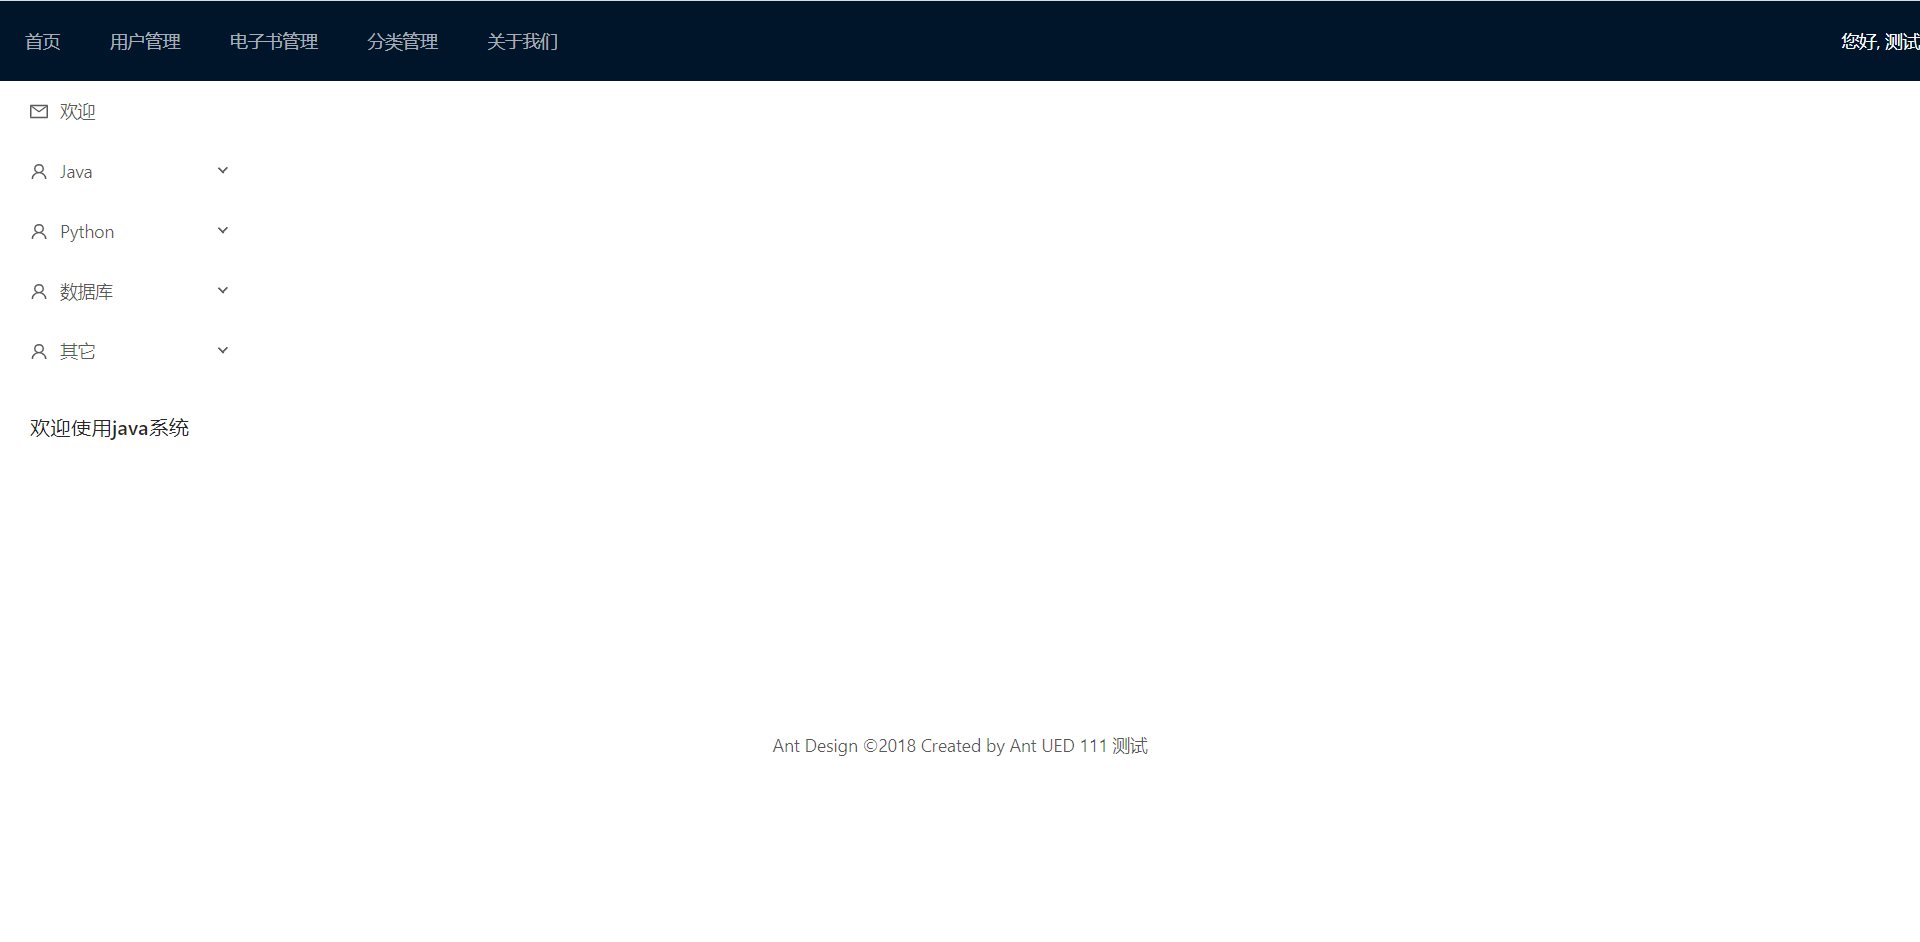 首页 用户管理 电子书管理 分类管理 关于我们 您好, 测试
欢迎
Java
Python
数据库
其它
欢迎使用java系统
Ant Design ©2018 Created by Ant UED 111 测试